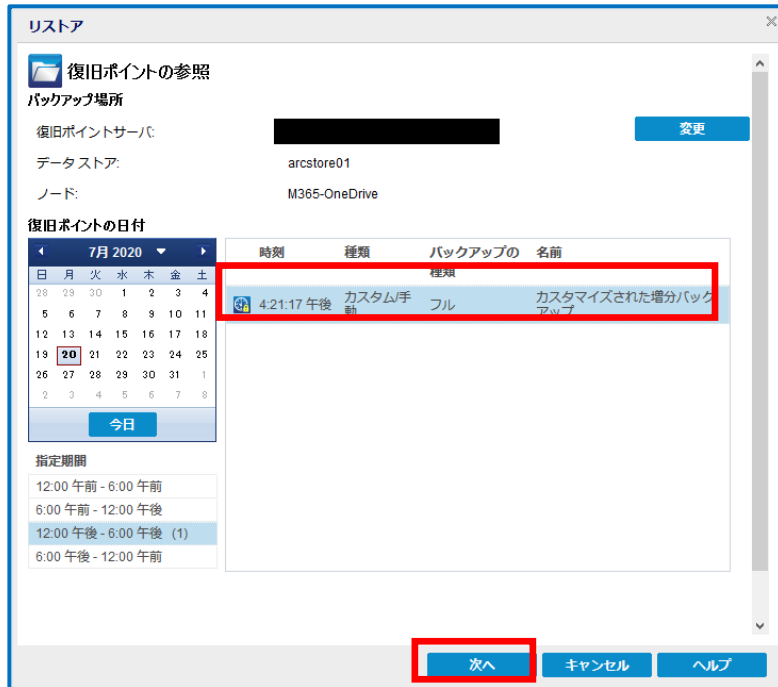 リストア
復旧ポイントの参照
バックアップ場所
復旧ポイントサーバ:
変更
データ ストア: arcstore01
ノード: M365-OneDrive
復旧ポイントの日付
7月 2020
日 月 火 水 木 金 土
28 29 30 1 2 3 4
5 6 7 8 9 10 11
12 13 14 15 16 17 18
19 20 21 22 23 24 25
26 27 28 29 30 31 1
2 3 4 5 6 7 8
今日
指定期間
12:00 午前 - 6:00 午前
6:00 午前 - 12:00 午後
12:00 午後 - 6:00 午後 (1)
6:00 午後 - 12:00 午前
時刻 種類 バックアップの種類 名前
4:21:17 午後 カスタム/手動 フル カスタマイズされた増分バックアップ
次へ キャンセル ヘルプ